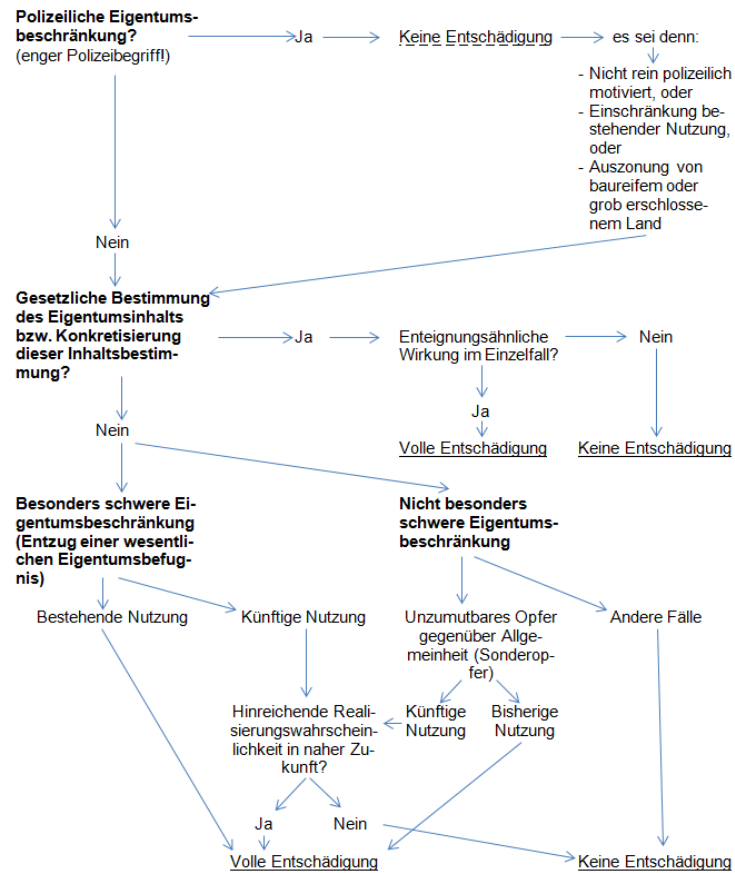 Polizeiliche Eigentums-
beschränkung?
(enger Polizeibegriff!)
Ja
Keine Entschädigung
es sei denn:
- Nicht rein polizeilich
motiviert, oder
- Einschränkung be-
stehender Nutzung,
oder
- Auszonung von
baureifem oder
grob erschlosse-
nem Land
Nein
Gesetzliche Bestimmung
des Eigentumsinhalts
bzw. Konkretisierung
dieser Inhaltsbestim-
mung?
Ja
Enteignungsähnliche
Wirkung im Einzelfall?
Nein
Ja
Nein
Volle Entschädigung
Keine Entschädigung
Besonders schwere Ei-
gentumsbeschränkung
(Entzug einer wesentli-
chen Eigentumsbefug-
nis)
Nicht besonders
schwere Eigentums-
beschränkung
Bestehende Nutzung
Künftige Nutzung
Unzumutbares Opfer
gegenüber Allge-
meinheit (Sonderop-
fer)
Andere Fälle
Hinreichende Reali-
sierungswahrschein-
lichkeit in naher Zu-
kunft?
Künftige
Nutzung
Bisherige
Nutzung
Ja
Nein
Volle Entschädigung
Keine Entschädigung